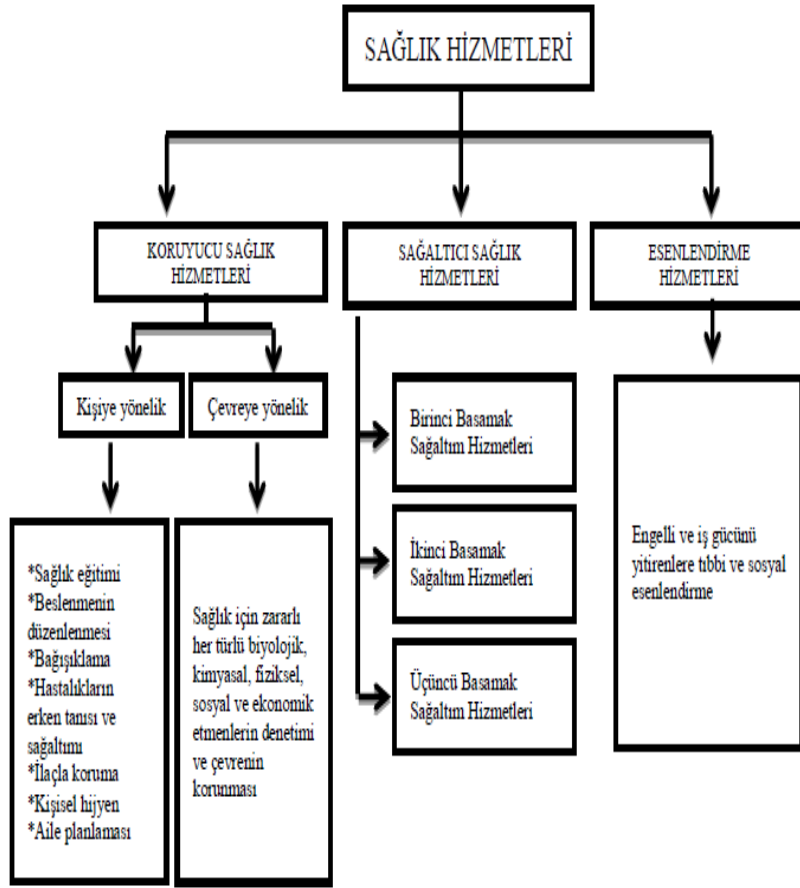 SAĞLIK HİZMETLERİ
KORUYUCU SAĞLIK
HİZMETLERİ
SAĞALTICI SAĞLIK
HİZMETLERİ
ESENLENDİRME
HİZMETLERİ
Kişiye yönelik
Çevreye yönelik
*Sağlık eğitimi
*Beslenmenin
düzenlenmesi
*Bağışıklama
*Hastalıkların
erken tanısı ve
sağaltımı
*İlaçla koruma
*Kişisel hijyen
*Aile planlaması
Sağlık için zararlı
her türlü biyolojik,
kimyasal, fiziksel,
sosyal ve ekonomik
etmenlerin denetimi
ve çevrenin
korunması
Birinci Basamak
Sağaltım Hizmetleri
İkinci Basamak
Sağaltım Hizmetleri
Üçüncü Basamak
Sağaltım Hizmetleri
Engelli ve iş gücünü
yitirenlere tıbbi ve sosyal
esenlendirme